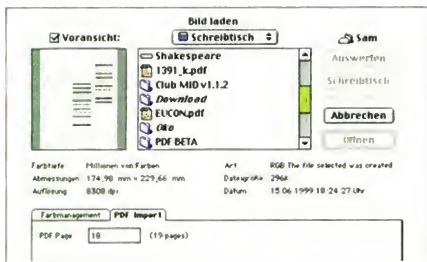 Bild laden
Voransicht:
Schreibtisch
Sam
Shakespeare
1391_k.pdf
Club MID v1.1.2
Download
EUCON.pdf
Öko
PDF BETA
Auswerfen
Schreibtisch
Abbrechen
Öffnen
Farbtiefe Millionen von Farben
Abmessungen 174,98 mm × 229,66 mm
Auflösung 8308 dpi
Art RGB The file selected was created
Dateigröße 296k
Datum 15.06.1999 18:24:27 Uhr
Farbmanagement PDF Import
PDF Page 18 (19 pages)